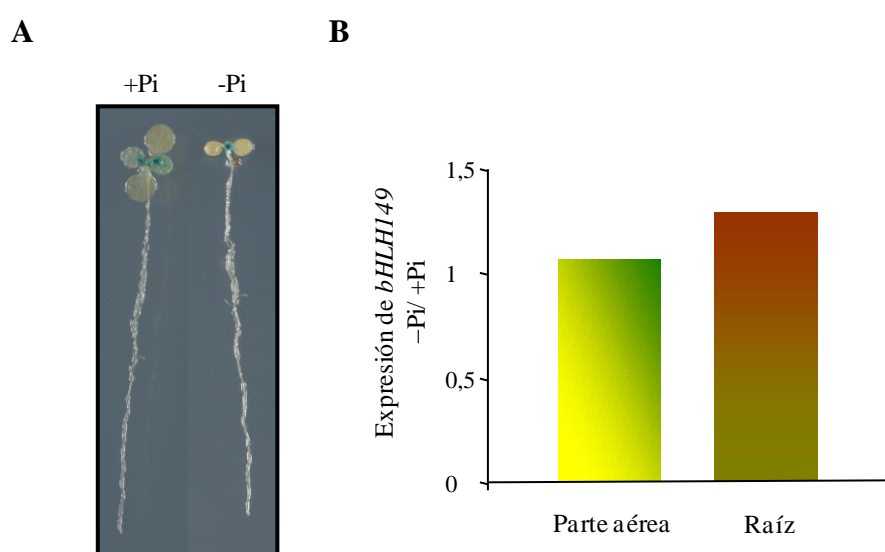 A
B
+Pi
-Pi
Expresión de bHLH149
–Pi/ +Pi
1,5
1
0,5
0
Parte aérea
Raíz